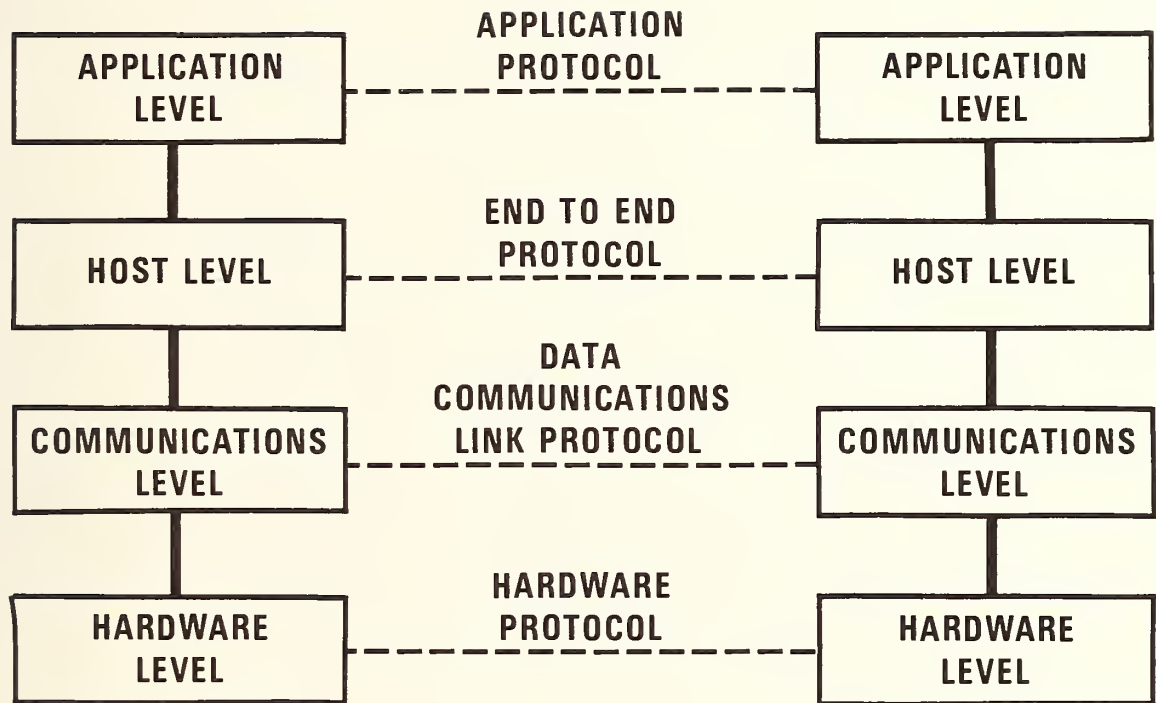 APPLICATION
LEVEL
APPLICATION
PROTOCOL
APPLICATION
LEVEL
HOST LEVEL
END TO END
PROTOCOL
HOST LEVEL
COMMUNICATIONS
LEVEL
DATA
COMMUNICATIONS
LINK PROTOCOL
COMMUNICATIONS
LEVEL
HARDWARE
LEVEL
HARDWARE
PROTOCOL
HARDWARE
LEVEL